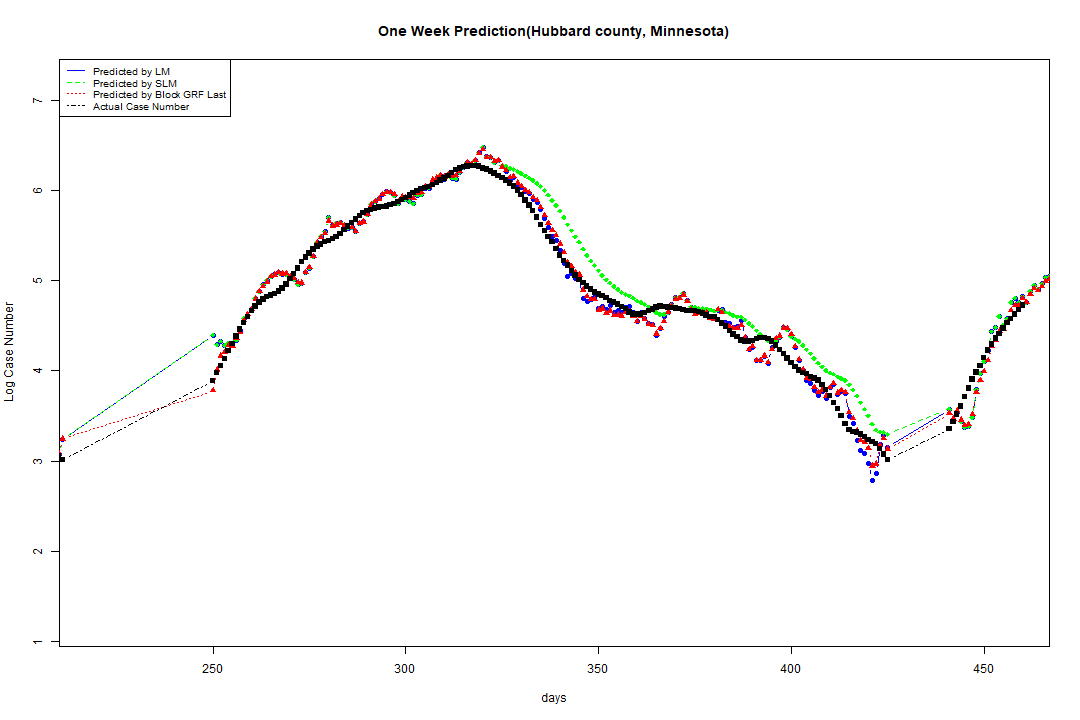 One Week Prediction(Hubbard county, Minnesota)
Predicted by LM
Predicted by SLM
Predicted by Block GRF Last
Actual Case Number
7
6
5
4
3
2
1
Log Case Number
250 300 350 400 450
days